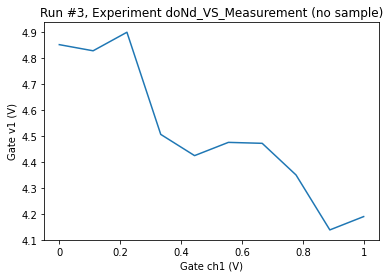 Run #3, Experiment doNd_VS_Measurement (no sample)
4.9
4.8
4.7
4.6
4.5
4.4
4.3
4.2
4.1
Gate v1 (V)
0 0.2 0.4 0.6 0.8 1
Gate ch1 (V)